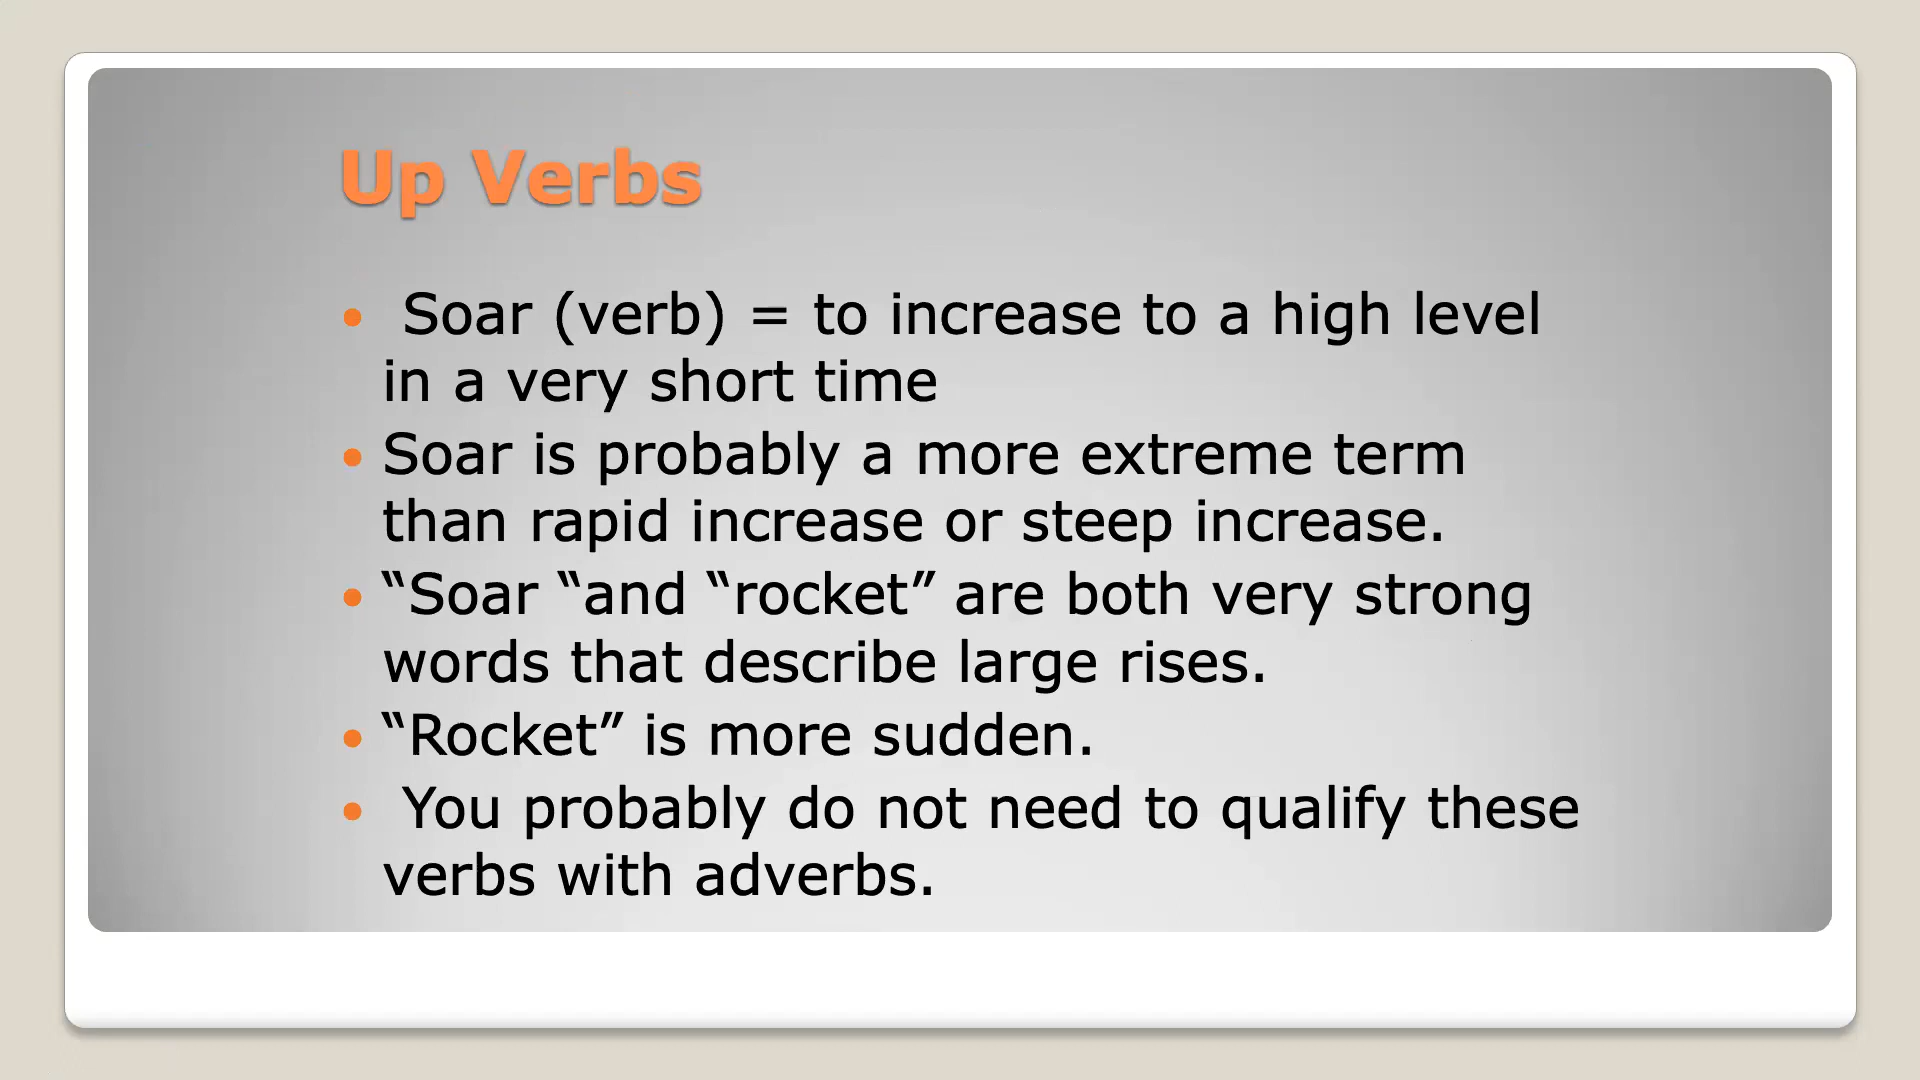 Up Verbs
• Soar (verb) = to increase to a high level
in a very short time
• Soar is probably a more extreme term
than rapid increase or steep increase.
• “Soar “and “rocket” are both very strong
words that describe large rises.
• “Rocket” is more sudden.
• You probably do not need to qualify these
verbs with adverbs.